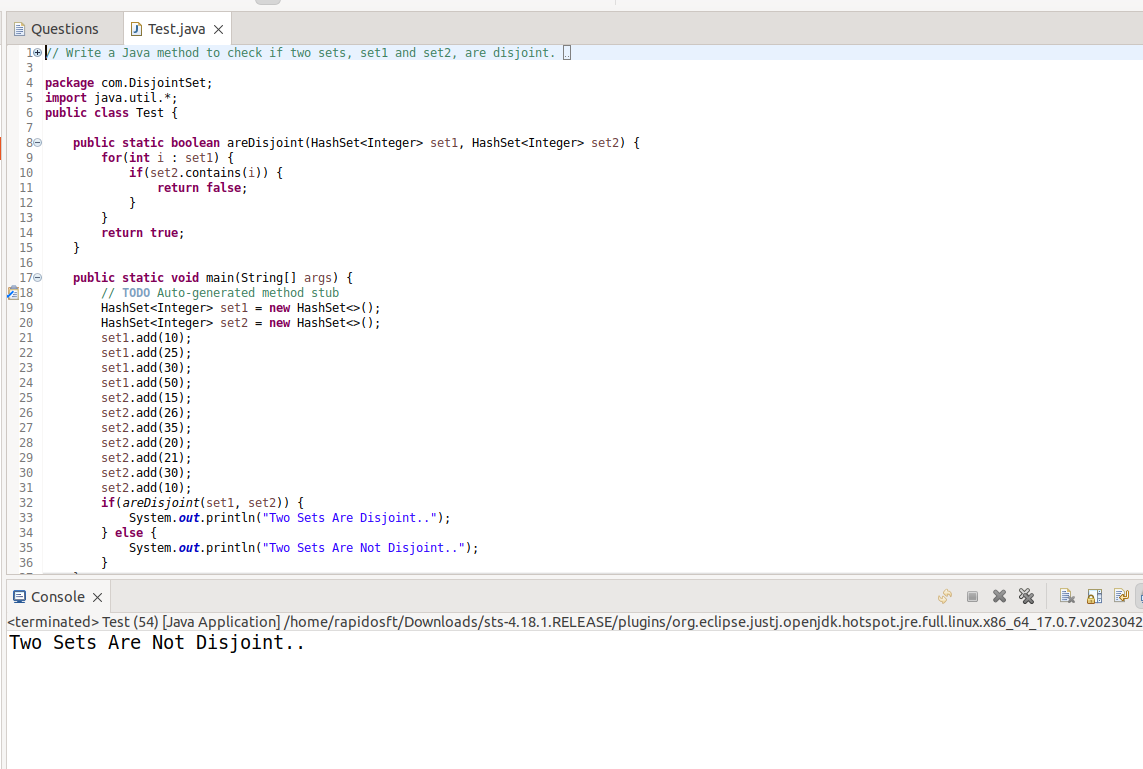 Questions
Test.java
1 // Write a Java method to check if two sets, set1 and set2, are disjoint.
3
4 package com.DisjointSet;
5 import java.util.*;
6 public class Test {
7
8 public static boolean areDisjoint(HashSet<Integer> set1, HashSet<Integer> set2) {
9 for(int i : set1) {
10 if(set2.contains(i)) {
11 return false;
12 }
13 }
14 return true;
15 }
16
17 public static void main(String[] args) {
18 // TODO Auto-generated method stub
19 HashSet<Integer> set1 = new HashSet<>();
20 HashSet<Integer> set2 = new HashSet<>();
21 set1.add(10);
22 set1.add(25);
23 set1.add(30);
24 set1.add(50);
25 set2.add(15);
26 set2.add(26);
27 set2.add(35);
28 set2.add(20);
29 set2.add(21);
30 set2.add(30);
31 set2.add(10);
32 if(areDisjoint(set1, set2)) {
33 System.out.println("Two Sets Are Disjoint..");
34 } else {
35 System.out.println("Two Sets Are Not Disjoint..");
36 }
Console
<terminated> Test (54) [Java Application] /home/rapidosft/Downloads/sts-4.18.1.RELEASE/plugins/org.eclipse.justj.openjdk.hotspot.jre.full.linux.x86_64_17.0.7.v2023042
Two Sets Are Not Disjoint..